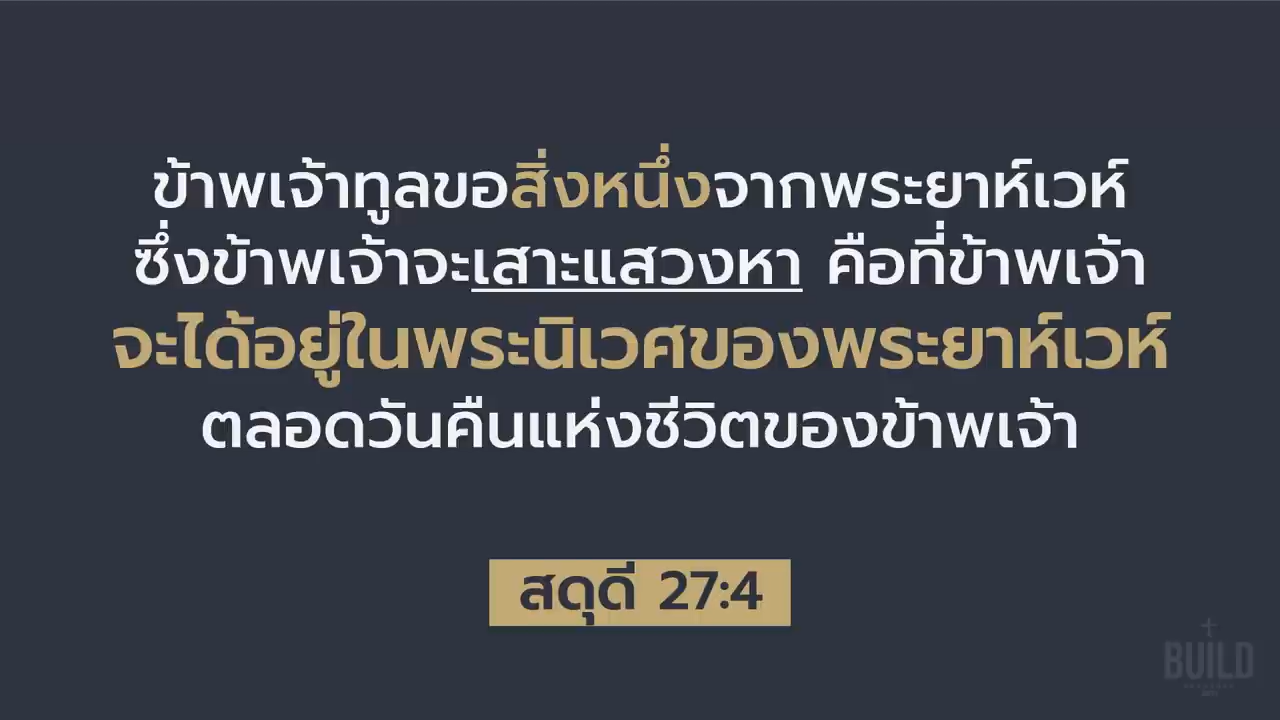 ข้าพเจ้าทูลขอสิ่งหนึ่งจากพระยาห์เวห์
ซึ่งข้าพเจ้าจะเสาะแสวงหา คือที่ข้าพเจ้า
จะได้อยู่ในพระนิเวศของพระยาห์เวห์
ตลอดวันคืนแห่งชีวิตของข้าพเจ้า
สดุดี 27:4
BUILD